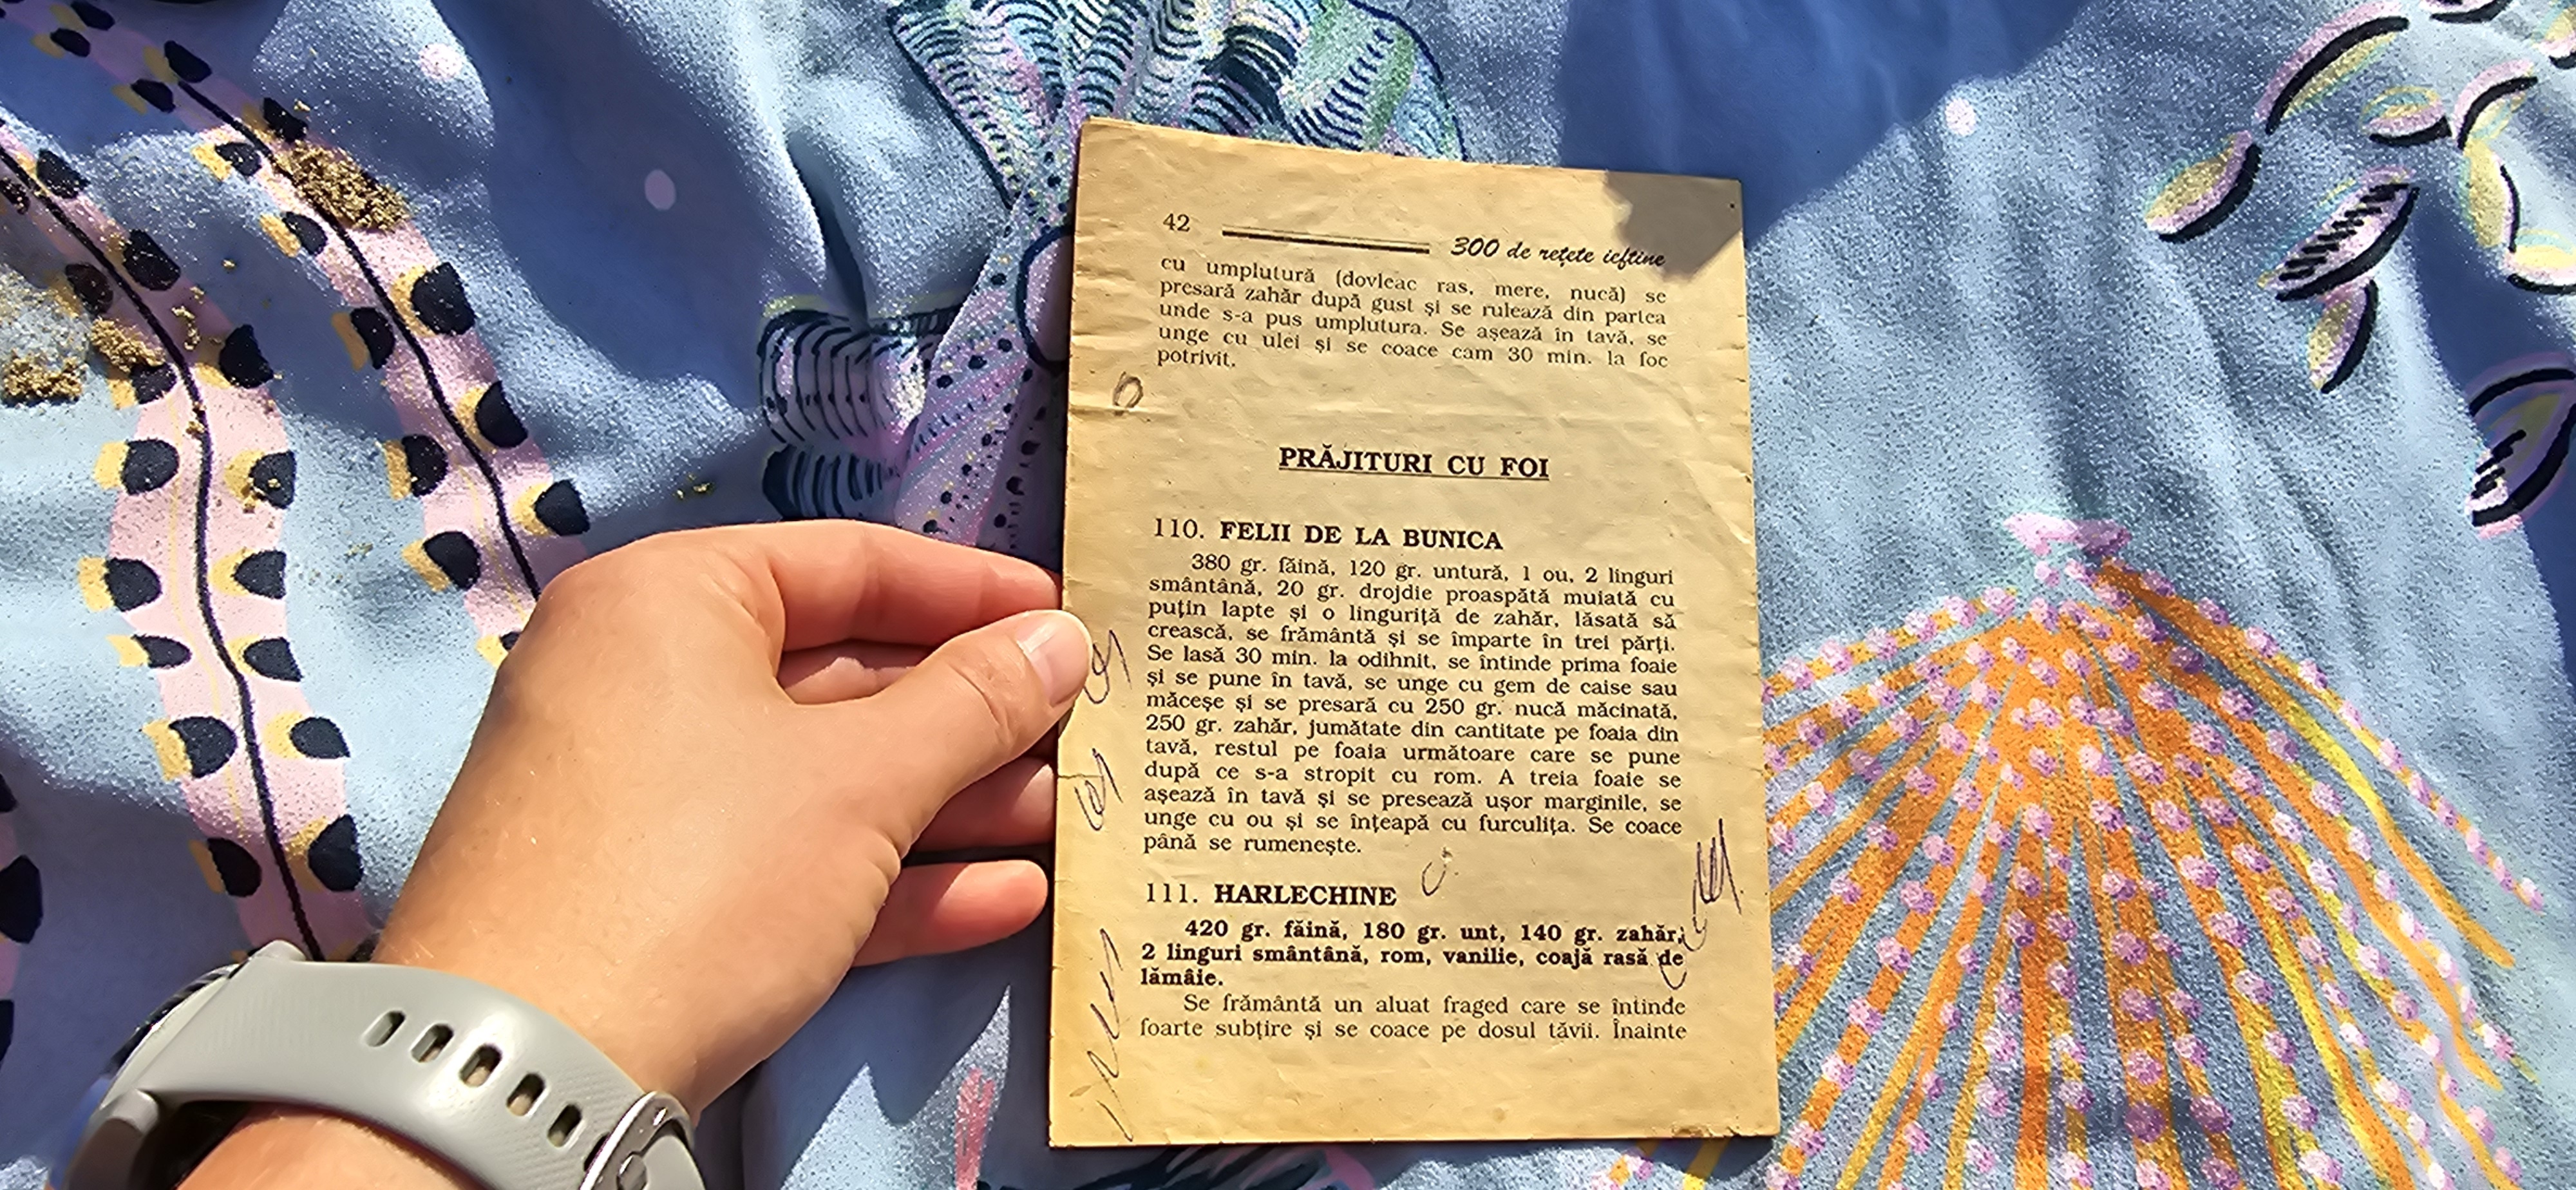 42
300 de rețete ieftine
cu umplutură (dovleac ras, mere, nucă) se
presară zahăr după gust și se rulează din partea
unde s-a pus umplutura. Se așează în tavă, se
unge cu ulei și se coace cam 30 min. la foc
potrivit.
PRĂJITURI CU FOI
110. FELII DE LA BUNICA
380 gr. făină, 120 gr. untură, 1 ou, 2 linguri
smântână, 20 gr. drojdie proaspătă muiată cu
puțin lapte și o linguriță de zahăr, lăsată să
crească, se frământă și se împarte în trei părți.
Se lasă 30 min. la odihnit, se întinde prima foaie
și se pune în tavă, se unge cu gem de caise sau
măceșe și se presară cu 250 gr. nucă măcinată,
250 gr. zahăr, jumătate din cantitate pe foaia din
tavă, restul pe foaia următoare care se pune
după ce s-a stropit cu rom. A treia foaie se
așează în tavă și se presează ușor marginile, se
unge cu ou și se înțeapă cu furculița. Se coace
până se rumenește.
111. HARLECHINE
420 gr. făină, 180 gr. unt, 140 gr. zahăr,
2 linguri smântână, rom, vanilie, coajă rasă de
lămâie.
Se frământă un aluat fraged care se întinde
foarte subțire și se coace pe dosul tăvii. Înainte